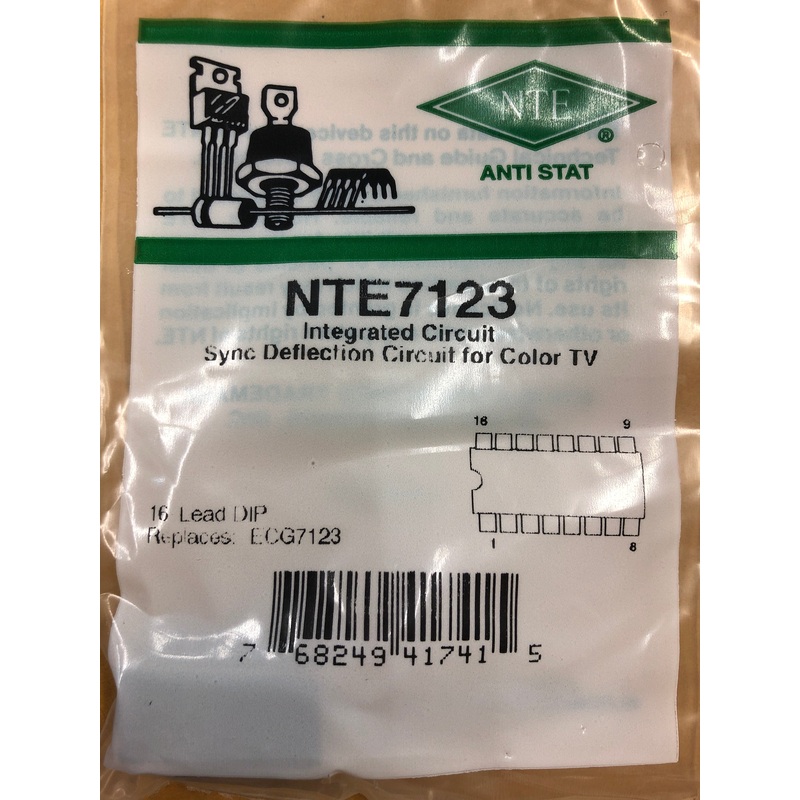 NTE
®
ANTI STAT
NTE7123
Integrated Circuit
Sync Deflection Circuit for Color TV
16 9
1 8
16 Lead DIP
Replaces: ECG7123
7 68249 41741 5